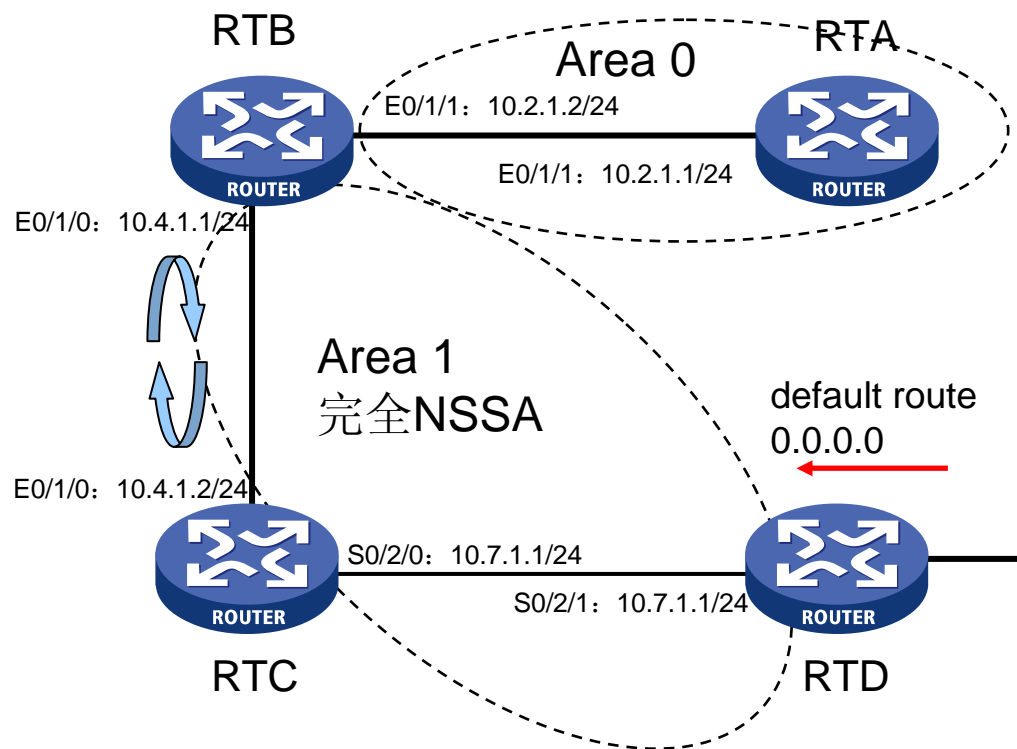 RTB
RTA
Area 0
E0/1/1：10.2.1.2/24
E0/1/1：10.2.1.1/24
ROUTER
ROUTER
E0/1/0：10.4.1.1/24
Area 1
完全NSSA
default route
0.0.0.0
E0/1/0：10.4.1.2/24
S0/2/0：10.7.1.1/24
S0/2/1：10.7.1.1/24
ROUTER
ROUTER
RTC
RTD